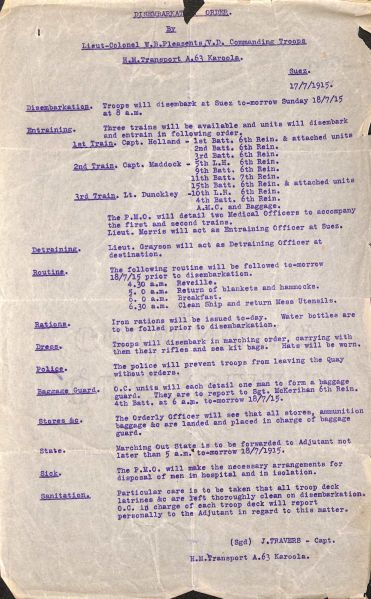 DISEMBARKATION ORDER.
By
Lieut-Colonel W.B.Pleasents,V.D. Commanding Troops
H.M.Transport A.63 Karoola.
Suez.
17/7/1915.
Disembarkation. Troops will disembark at Suez to-morrow Sunday 18/7/15
at 8 a.m.
Entraining. Three trains will be available and units will disembark
and entrain in following order.
1st Train. Capt. Holland - 1st Batt. 6th Rein. & attached units
2nd Batt. 6th Rein.
3rd Batt. 6th Rein.
2nd Train. Capt. Maddock - 5th L.H. 6th Rein.
9th Batt. 6th Rein.
11th Batt. 6th Rein.
15th Batt. 6th Rein. & attached units
3rd Train. Lt. Dunckley -10th L.H. 6th Rein.
4th Batt. 6th Rein.
A.M.C. and Baggage.
The P.M.O. will detail two Medical Officers to accompany
the first and second trains.
Lieut. Morris will act as Entraining Officer at Suez.
Detraining. Lieut. Grayson will act as Detraining Officer at
destination.
Routine. The following routine will be followed to-morrow
18/7/15 prior to disembarkation.
4.30 a.m. Reveille.
5. 0 a.m. Return of blankets and hammocks.
6. 0 a.m. Breakfast.
6.30 a.m. Clean Ship and return Mess Utensils.
Rations. Iron rations will be issued to-day. Water bottles are
to be folled prior to disembarkation.
Dress. Troops will disembark in marching order, carrying with
them their rifles and sea kit bags. Hats will be worn.
Police. The police will prevent troops from leaving the Quay
without orders.
Baggage Guard. O.C. units will each detail one man to form a baggage
guard. They are to report to Sgt. McKerihan 6th Rein.
4th Batt. at 6 a.m. to-morrow 18/7/15.
Stores &c. The Orderly Officer will see that all stores, ammunition
baggage &c are landed and placed in charge of baggage
guard.
State. Marching Out State is to be forwarded to Adjutant not
later than 5 a.m. to-morrow 18/7/1915.
Sick. The P.M.O. will make the necessary arrangements for
disposal of men in hospital and in isolation.
Sanitation. Particular care is to be taken that all troop deck
latrines &c are left thoroughly clean on disembarkation.
O.C. in charge of each troop deck will report
personally to the Adjutant in regard to this matter.
(Sgd) J.TRAVERS - Capt.
H.M.Transport A.63 Karoola.